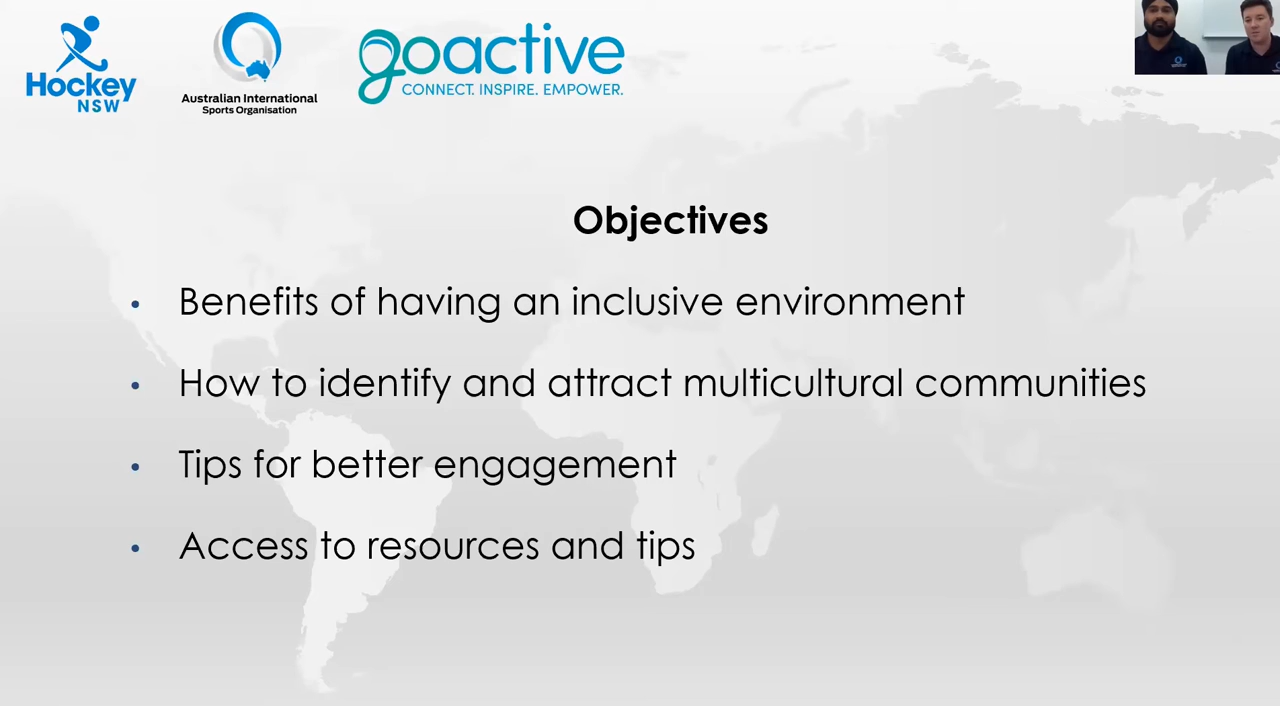 Hockey
NSW
Australian International
Sports Organisation
goactive
CONNECT. INSPIRE. EMPOWER.
Objectives
• Benefits of having an inclusive environment
• How to identify and attract multicultural communities
• Tips for better engagement
• Access to resources and tips